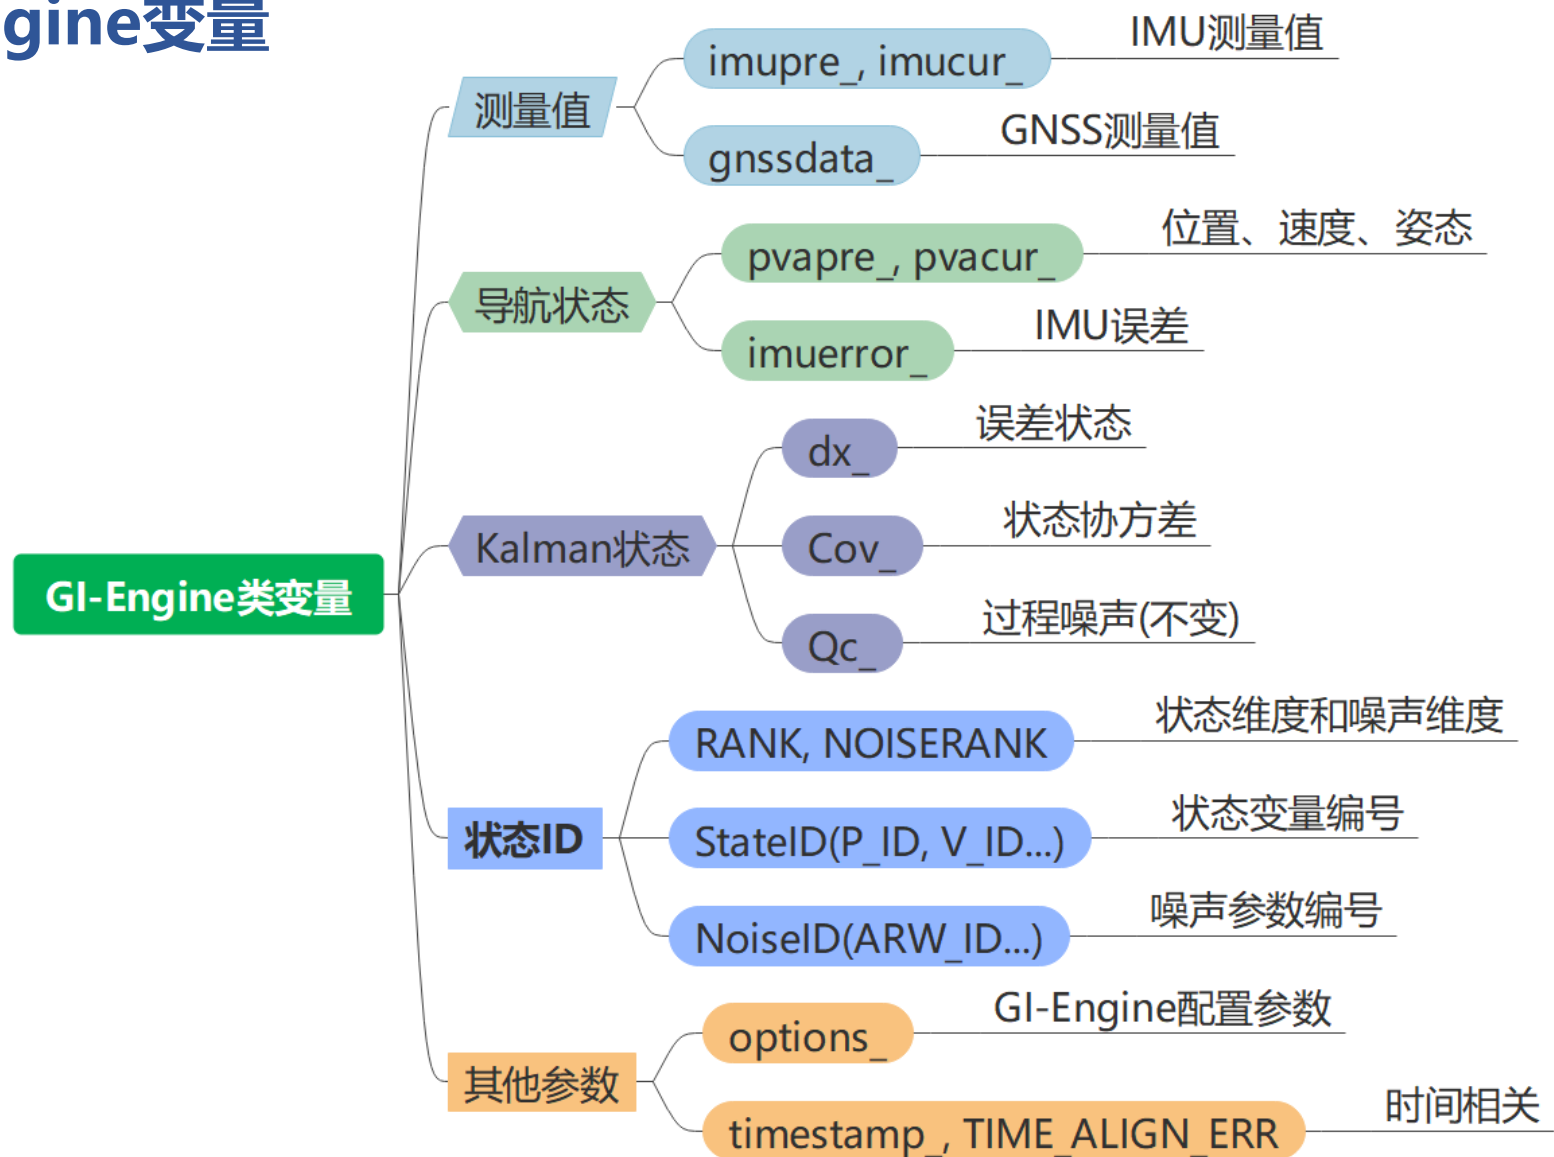 gine变量
GI-Engine类变量
测量值
imupre_, imucur_
IMU测量值
gnssdata_
GNSS测量值
导航状态
pvapre_, pvacur_
位置、速度、姿态
imuerror_
IMU误差
Kalman状态
dx_
误差状态
Cov_
状态协方差
Qc_
过程噪声(不变)
状态ID
RANK, NOISERANK
状态维度和噪声维度
StateID(P_ID, V_ID...)
状态变量编号
NoiseID(ARW_ID...)
噪声参数编号
其他参数
options_
GI-Engine配置参数
timestamp_, TIME_ALIGN_ERR
时间相关